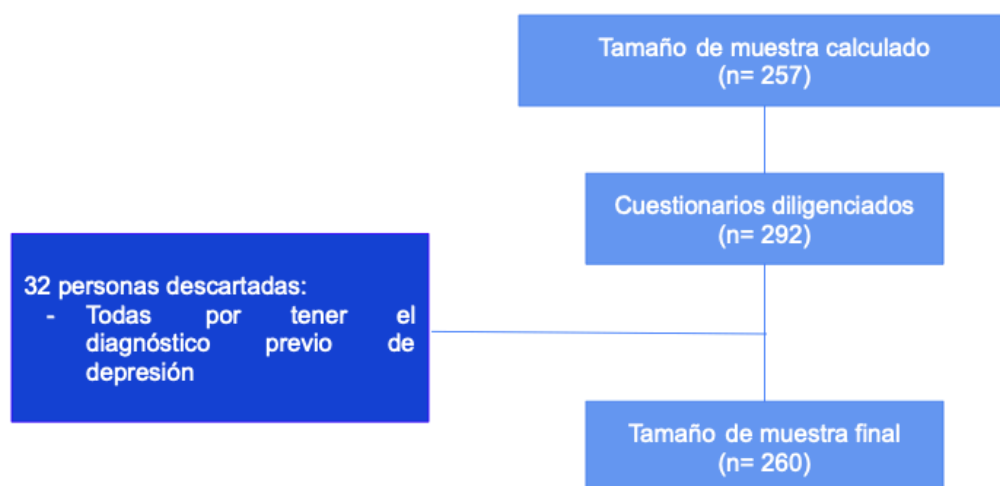 Tamaño de muestra calculado
(n= 257)
Cuestionarios diligenciados
(n= 292)
32 personas descartadas:
- Todas por tener el
diagnóstico previo de
depresión
Tamaño de muestra final
(n= 260)